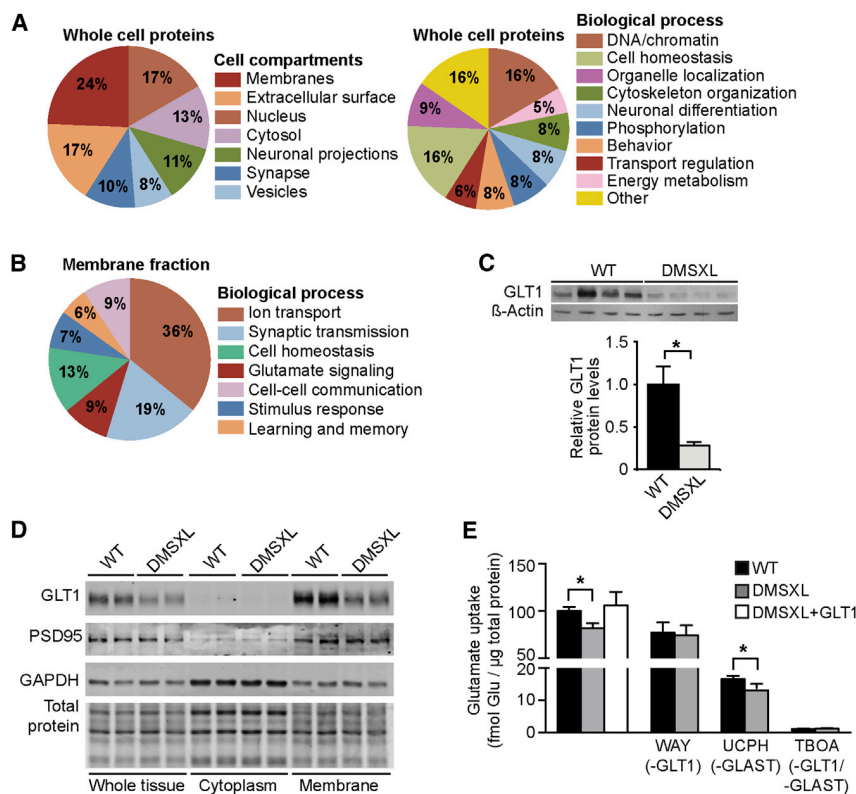 A
Whole cell proteins
24%
17%
13%
11%
8%
10%
17%
Cell compartments
Membranes
Extracellular surface
Nucleus
Cytosol
Neuronal projections
Synapse
Vesicles
Whole cell proteins
16%
5%
8%
8%
8%
8%
6%
16%
9%
16%
Biological process
DNA/chromatin
Cell homeostasis
Organelle localization
Cytoskeleton organization
Neuronal differentiation
Phosphorylation
Behavior
Transport regulation
Energy metabolism
Other
B
Membrane fraction
36%
19%
9%
13%
7%
6%
9%
Biological process
Ion transport
Synaptic transmission
Cell homeostasis
Glutamate signaling
Cell-cell communication
Stimulus response
Learning and memory
C
WT DMSXL
GLT1
ß-Actin
Relative GLT1
protein levels
1.5
1.0
0.5
0
*
WT
DMSXL
D
WT DMSXL WT DMSXL WT DMSXL
GLT1
PSD95
GAPDH
Total
protein
Whole tissue Cytoplasm Membrane
E
Glutamate uptake
(fmol Glu / µg total protein)
150
100
50
20
10
0
*
*
WT
DMSXL
DMSXL+GLT1
WAY
(-GLT1)
UCPH
(-GLAST)
TBOA
(-GLT1/
-GLAST)